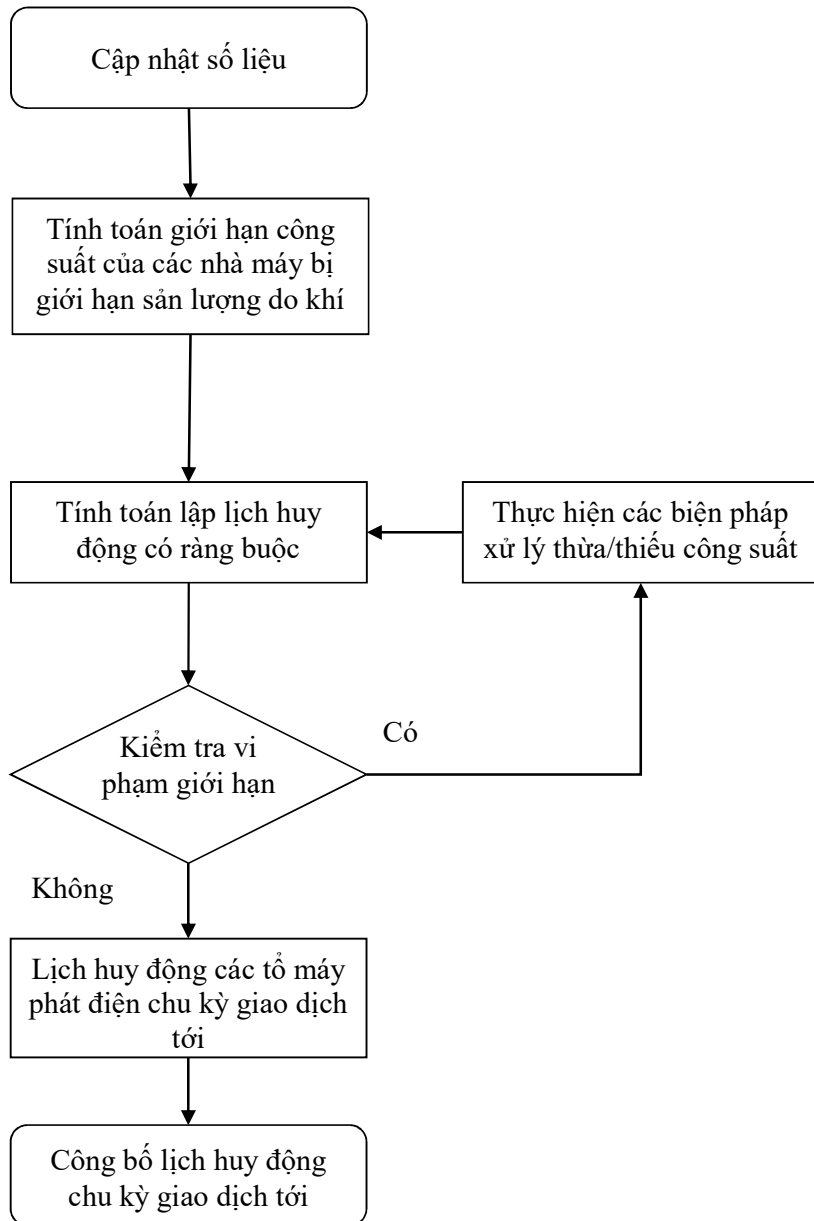 Cập nhật số liệu
Tính toán giới hạn công
suất của các nhà máy bị
giới hạn sản lượng do khí
Tính toán lập lịch huy
động có ràng buộc
Thực hiện các biện pháp
xử lý thừa/thiếu công suất
Kiểm tra vi
phạm giới hạn
Có
Không
Lịch huy động các tổ máy
phát điện chu kỳ giao dịch
tới
Công bố lịch huy động
chu kỳ giao dịch tới